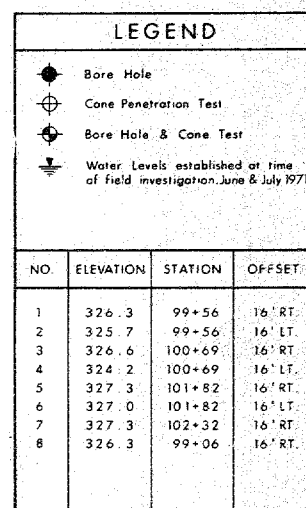 LEGEND
Bore Hole
Cone Penetration Test
Bore Hole & Cone Test
Water Levels established at time
of field investigation. June & July 1971
NO. ELEVATION STATION OFFSET
1 326.3 99+56 16' RT.
2 325.7 99+56 16' LT.
3 326.6 100+69 16' RT.
4 324.2 100+69 16' LT.
5 327.3 101+82 16' RT.
6 327.0 101+82 16' LT.
7 327.3 102+32 16' RT.
8 326.3 99+06 16' RT.